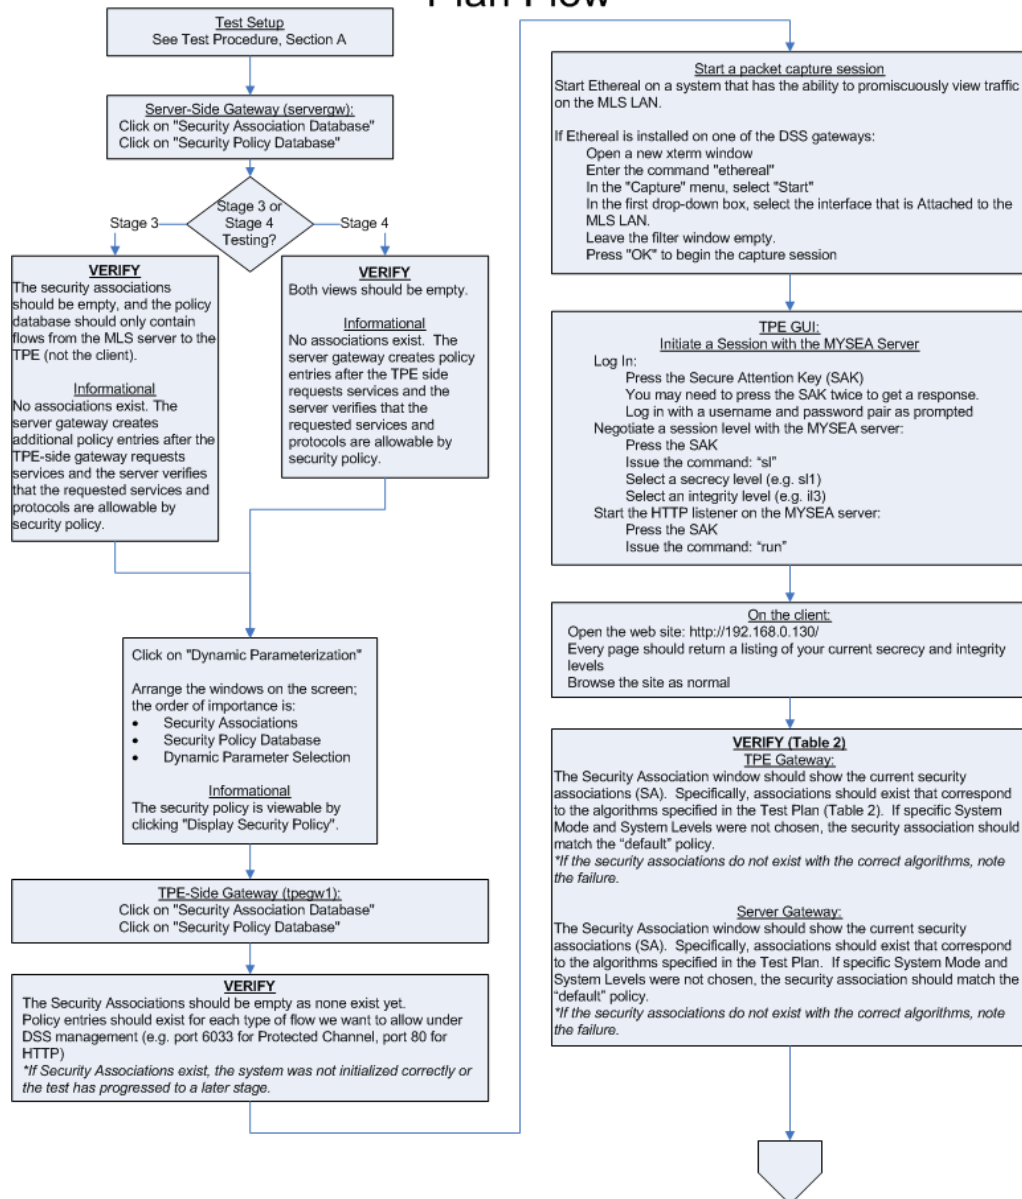 Plan Flow
Test Setup
See Test Procedure, Section A
Server-Side Gateway (servergw):
Click on "Security Association Database"
Click on "Security Policy Database"
Stage 3 or
Stage 4
Testing?
Stage 3
Stage 4
VERIFY
The security associations
should be empty, and the policy
database should only contain
flows from the MLS server to the
TPE (not the client).
Informational
No associations exist. The
server gateway creates
additional policy entries after the
TPE-side gateway requests
services and the server verifies
that the requested services and
protocols are allowable by
security policy.
VERIFY
Both views should be empty.
Informational
No associations exist. The
server gateway creates policy
entries after the TPE side
requests services and the
server verifies that the
requested services and
protocols are allowable by
security policy.
Click on "Dynamic Parameterization"
Arrange the windows on the screen;
the order of importance is:
• Security Associations
• Security Policy Database
• Dynamic Parameter Selection
Informational
The security policy is viewable by
clicking "Display Security Policy".
TPE-Side Gateway (tpegw1):
Click on "Security Association Database"
Click on "Security Policy Database"
VERIFY
The Security Associations should be empty as none exist yet.
Policy entries should exist for each type of flow we want to allow under
DSS management (e.g. port 6033 for Protected Channel, port 80 for
HTTP)
*If Security Associations exist, the system was not initialized correctly or
the test has progressed to a later stage.
Start a packet capture session
Start Ethereal on a system that has the ability to promiscuously view traffic
on the MLS LAN.
If Ethereal is installed on one of the DSS gateways:
Open a new xterm window
Enter the command "ethereal"
In the "Capture" menu, select "Start"
In the first drop-down box, select the interface that is Attached to the
MLS LAN.
Leave the filter window empty.
Press "OK" to begin the capture session
TPE GUI:
Initiate a Session with the MYSEA Server
Log In:
Press the Secure Attention Key (SAK)
You may need to press the SAK twice to get a response.
Log in with a username and password pair as prompted
Negotiate a session level with the MYSEA server:
Press the SAK
Issue the command: “sl”
Select a secrecy level (e.g. sl1)
Select an integrity level (e.g. il3)
Start the HTTP listener on the MYSEA server:
Press the SAK
Issue the command: “run”
On the client:
Open the web site: http://192.168.0.130/
Every page should return a listing of your current secrecy and integrity
levels
Browse the site as normal
VERIFY (Table 2)
TPE Gateway:
The Security Association window should show the current security
associations (SA). Specifically, associations should exist that correspond
to the algorithms specified in the Test Plan (Table 2). If specific System
Mode and System Levels were not chosen, the security association should
match the “default” policy.
*If the security associations do not exist with the correct algorithms, note
the failure.
Server Gateway:
The Security Association window should show the current security
associations (SA). Specifically, associations should exist that correspond
to the algorithms specified in the Test Plan. If specific System Mode and
System Levels were not chosen, the security association should match the
“default” policy.
*If the security associations do not exist with the correct algorithms, note
the failure.